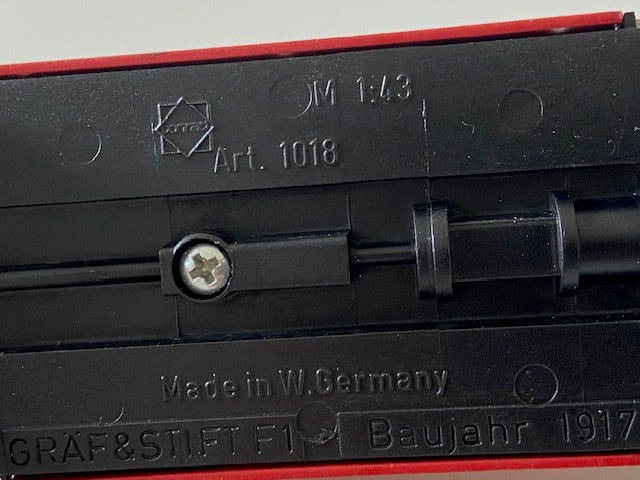 M 1:43
CONRAD
Art. 1018
Made in W.Germany
GRÄF&STIFT F1 Baujahr 1917